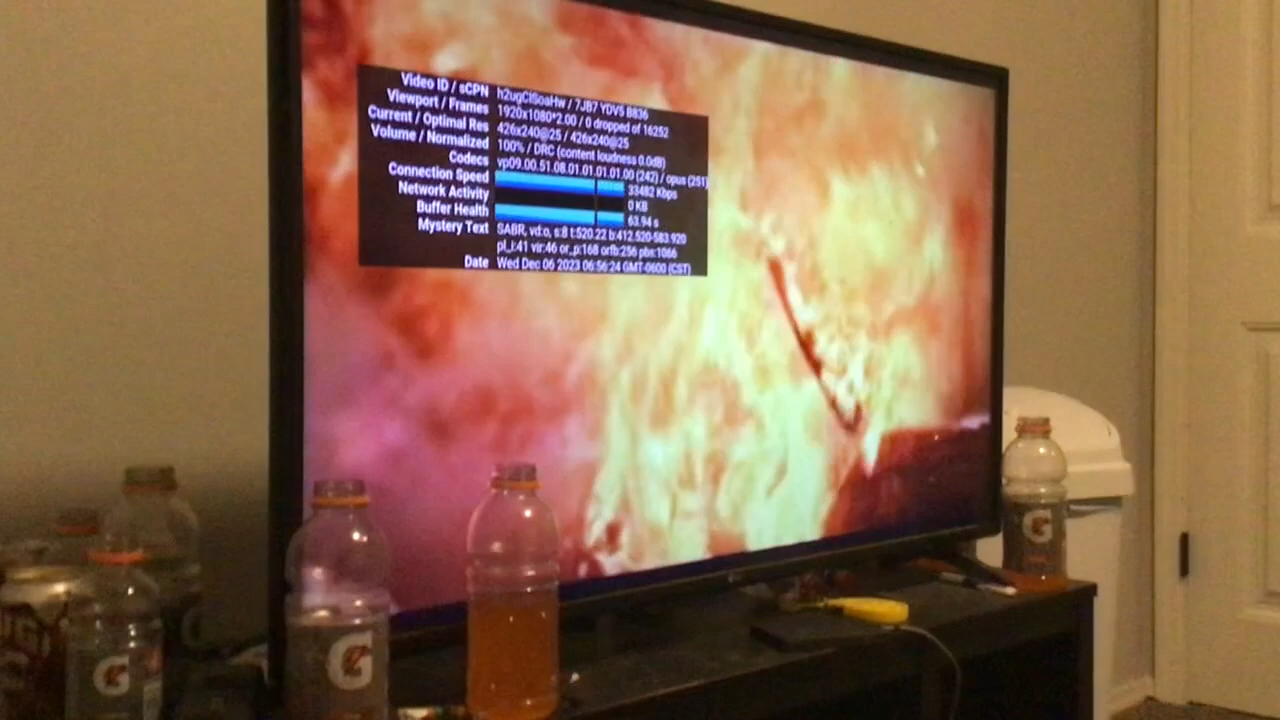 Video ID / sCPN h2ugClSoaHw / 7JB7 YDV5 B836
Viewport / Frames 1920x1080*2.00 / 0 dropped of 16252
Current / Optimal Res 426x240@25 / 426x240@25
Volume / Normalized 100% / DRC (content loudness 0.0dB)
Codecs vp09.00.51.08.01.01.01.01.00 (242) / opus (251)
Connection Speed 33482 Kbps
Network Activity 0 KB
Buffer Health 63.94 s
Mystery Text SABR, vd:o, s:8 t:520.22 b:412.520-583.920
pl_i:41 vir:46 or_p:168 orfb:256 pbs:1066
Date Wed Dec 06 2023 06:56:24 GMT-0600 (CST)
G
G
G